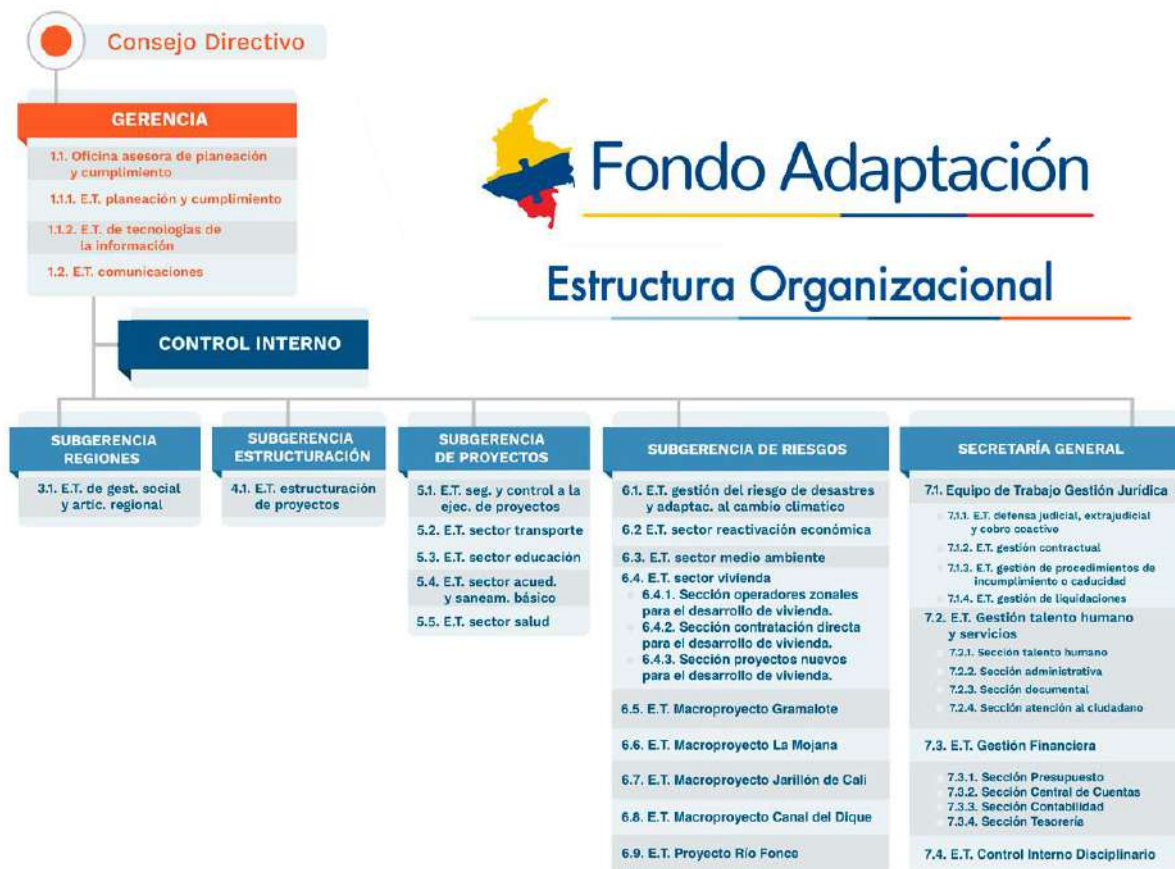 Consejo Directivo
GERENCIA
1.1. Oficina asesora de planeación
y cumplimiento
1.1.1. E.T. planeación y cumplimiento
1.1.2. E.T. de tecnologías de
la información
1.2. E.T. comunicaciones
Fondo Adaptación
Estructura Organizacional
CONTROL INTERNO
SUBGERENCIA
REGIONES
3.1. E.T. de gest. social
y artic. regional
SUBGERENCIA
ESTRUCTURACIÓN
4.1. E.T. estructuración
de proyectos
SUBGERENCIA
DE PROYECTOS
5.1. E.T. seg. y control a la
ejec. de proyectos
5.2. E.T. sector transporte
5.3. E.T. sector educación
5.4. E.T. sector acued.
y saneam. básico
5.5. E.T. sector salud
SUBGERENCIA DE RIESGOS
6.1. E.T. gestión del riesgo de desastres
y adaptac. al cambio climatico
6.2 E.T. sector reactivación económica
6.3. E.T. sector medio ambiente
6.4. E.T. sector vivienda
6.4.1. Sección operadores zonales
para el desarrollo de vivienda.
6.4.2. Sección contratación directa
para el desarrollo de vivienda.
6.4.3. Sección proyectos nuevos
para el desarrollo de vivienda.
6.5. E.T. Macroproyecto Gramalote
6.6. E.T. Macroproyecto La Mojana
6.7. E.T. Macroproyecto Jarillón de Cali
6.8. E.T. Macroproyecto Canal del Dique
6.9. E.T. Proyecto Río Fonce
SECRETARÍA GENERAL
7.1. Equipo de Trabajo Gestión Jurídica
7.1.1. E.T. defensa judicial, extrajudicial
y cobro coactivo
7.1.2. E.T. gestión contractual
7.1.3. E.T. gestión de procedimientos de
incumplimiento o caducidad
7.1.4. E.T. gestión de liquidaciones
7.2. E.T. Gestión talento humano
y servicios
7.2.1. Sección talento humano
7.2.2. Sección administrativa
7.2.3. Sección documental
7.2.4. Sección atención al ciudadano
7.3. E.T. Gestión Financiera
7.3.1. Sección Presupuesto
7.3.2. Sección Central de Cuentas
7.3.3. Sección Contabilidad
7.3.4. Sección Tesorería
7.4. E.T. Control Interno Disciplinario